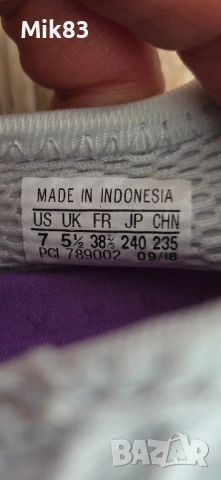 Mik83
MADE IN INDONESIA
US UK FR JP CHN
7 5½ 38⅔ 240 235
PCI 789002 09/18
bazar
БГ